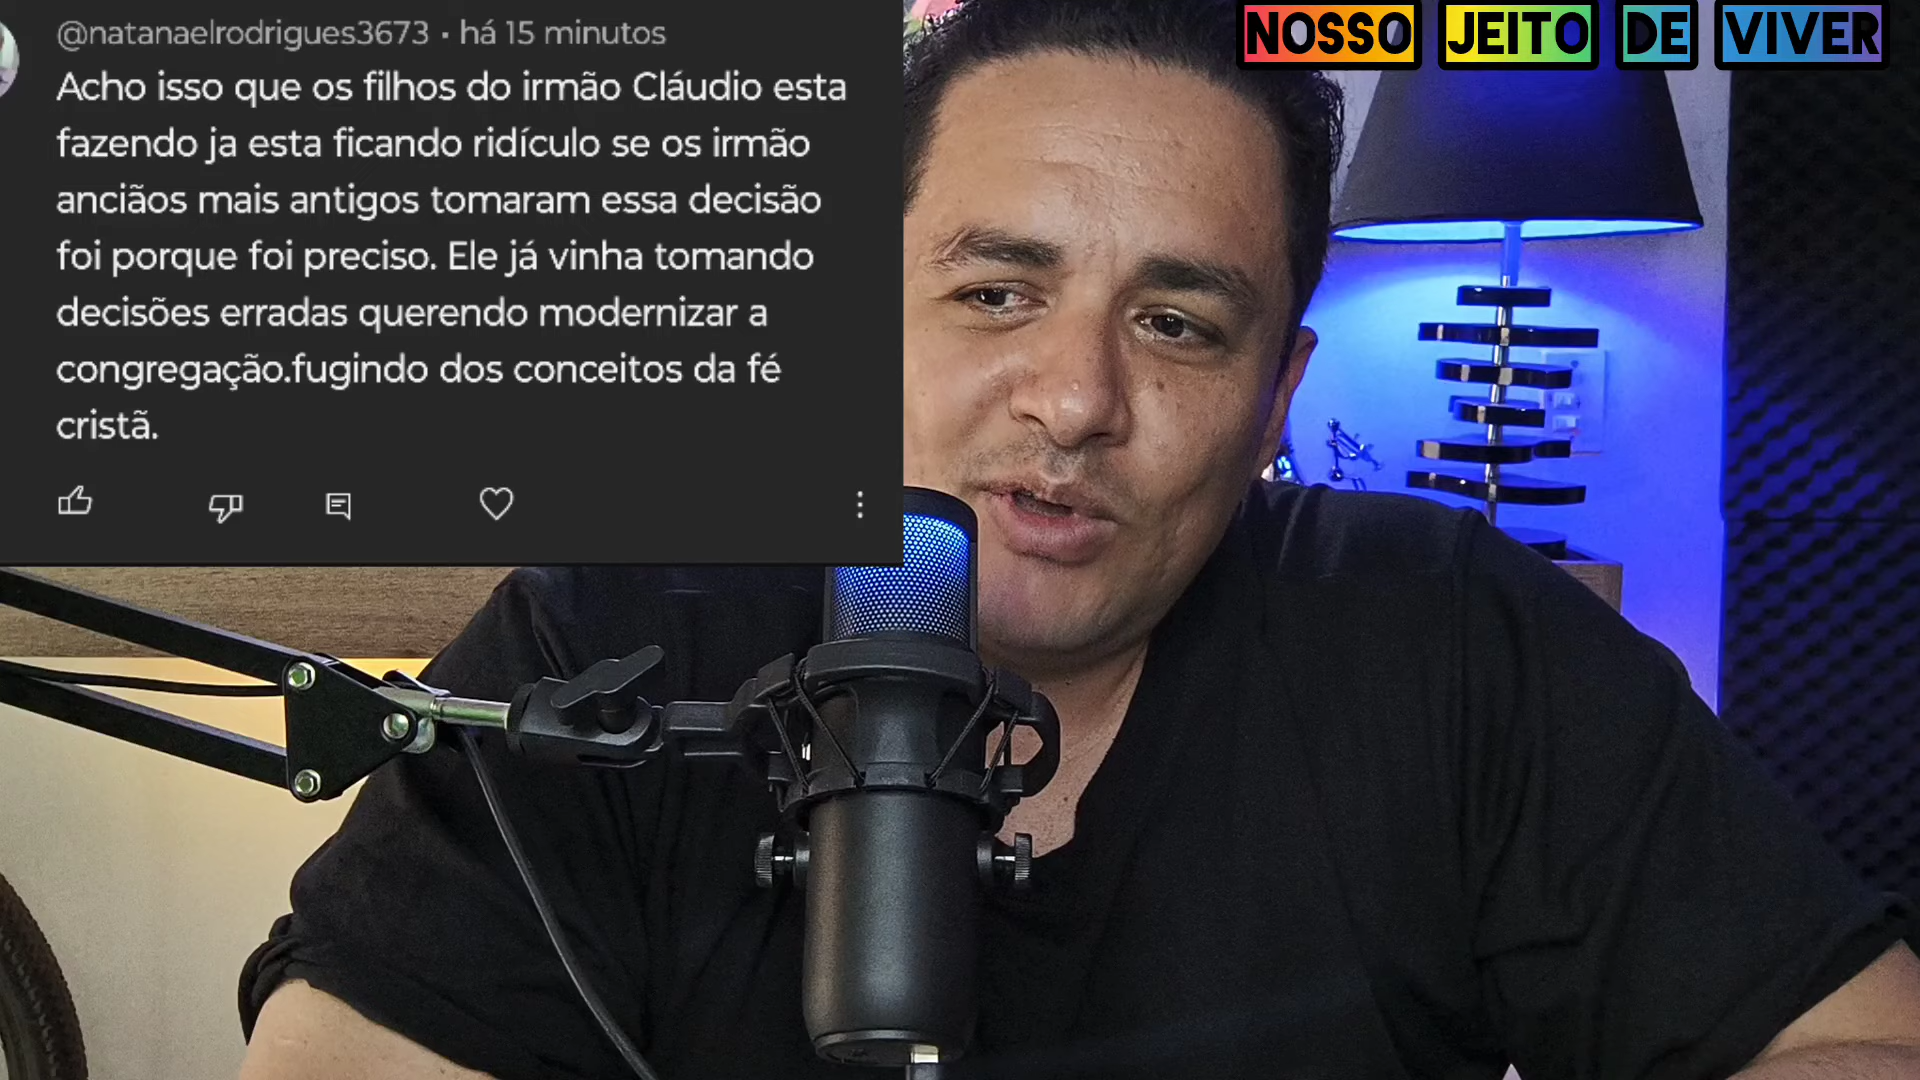 @natanaelrodrigues3673 • há 15 minutos
Acho isso que os filhos do irmão Cláudio esta
fazendo ja esta ficando ridículo se os irmão
anciãos mais antigos tomaram essa decisão
foi porque foi preciso. Ele já vinha tomando
decisões erradas querendo modernizar a
congregação.fugindo dos conceitos da fé
cristã.
NOSSO JEITO DE VIVER